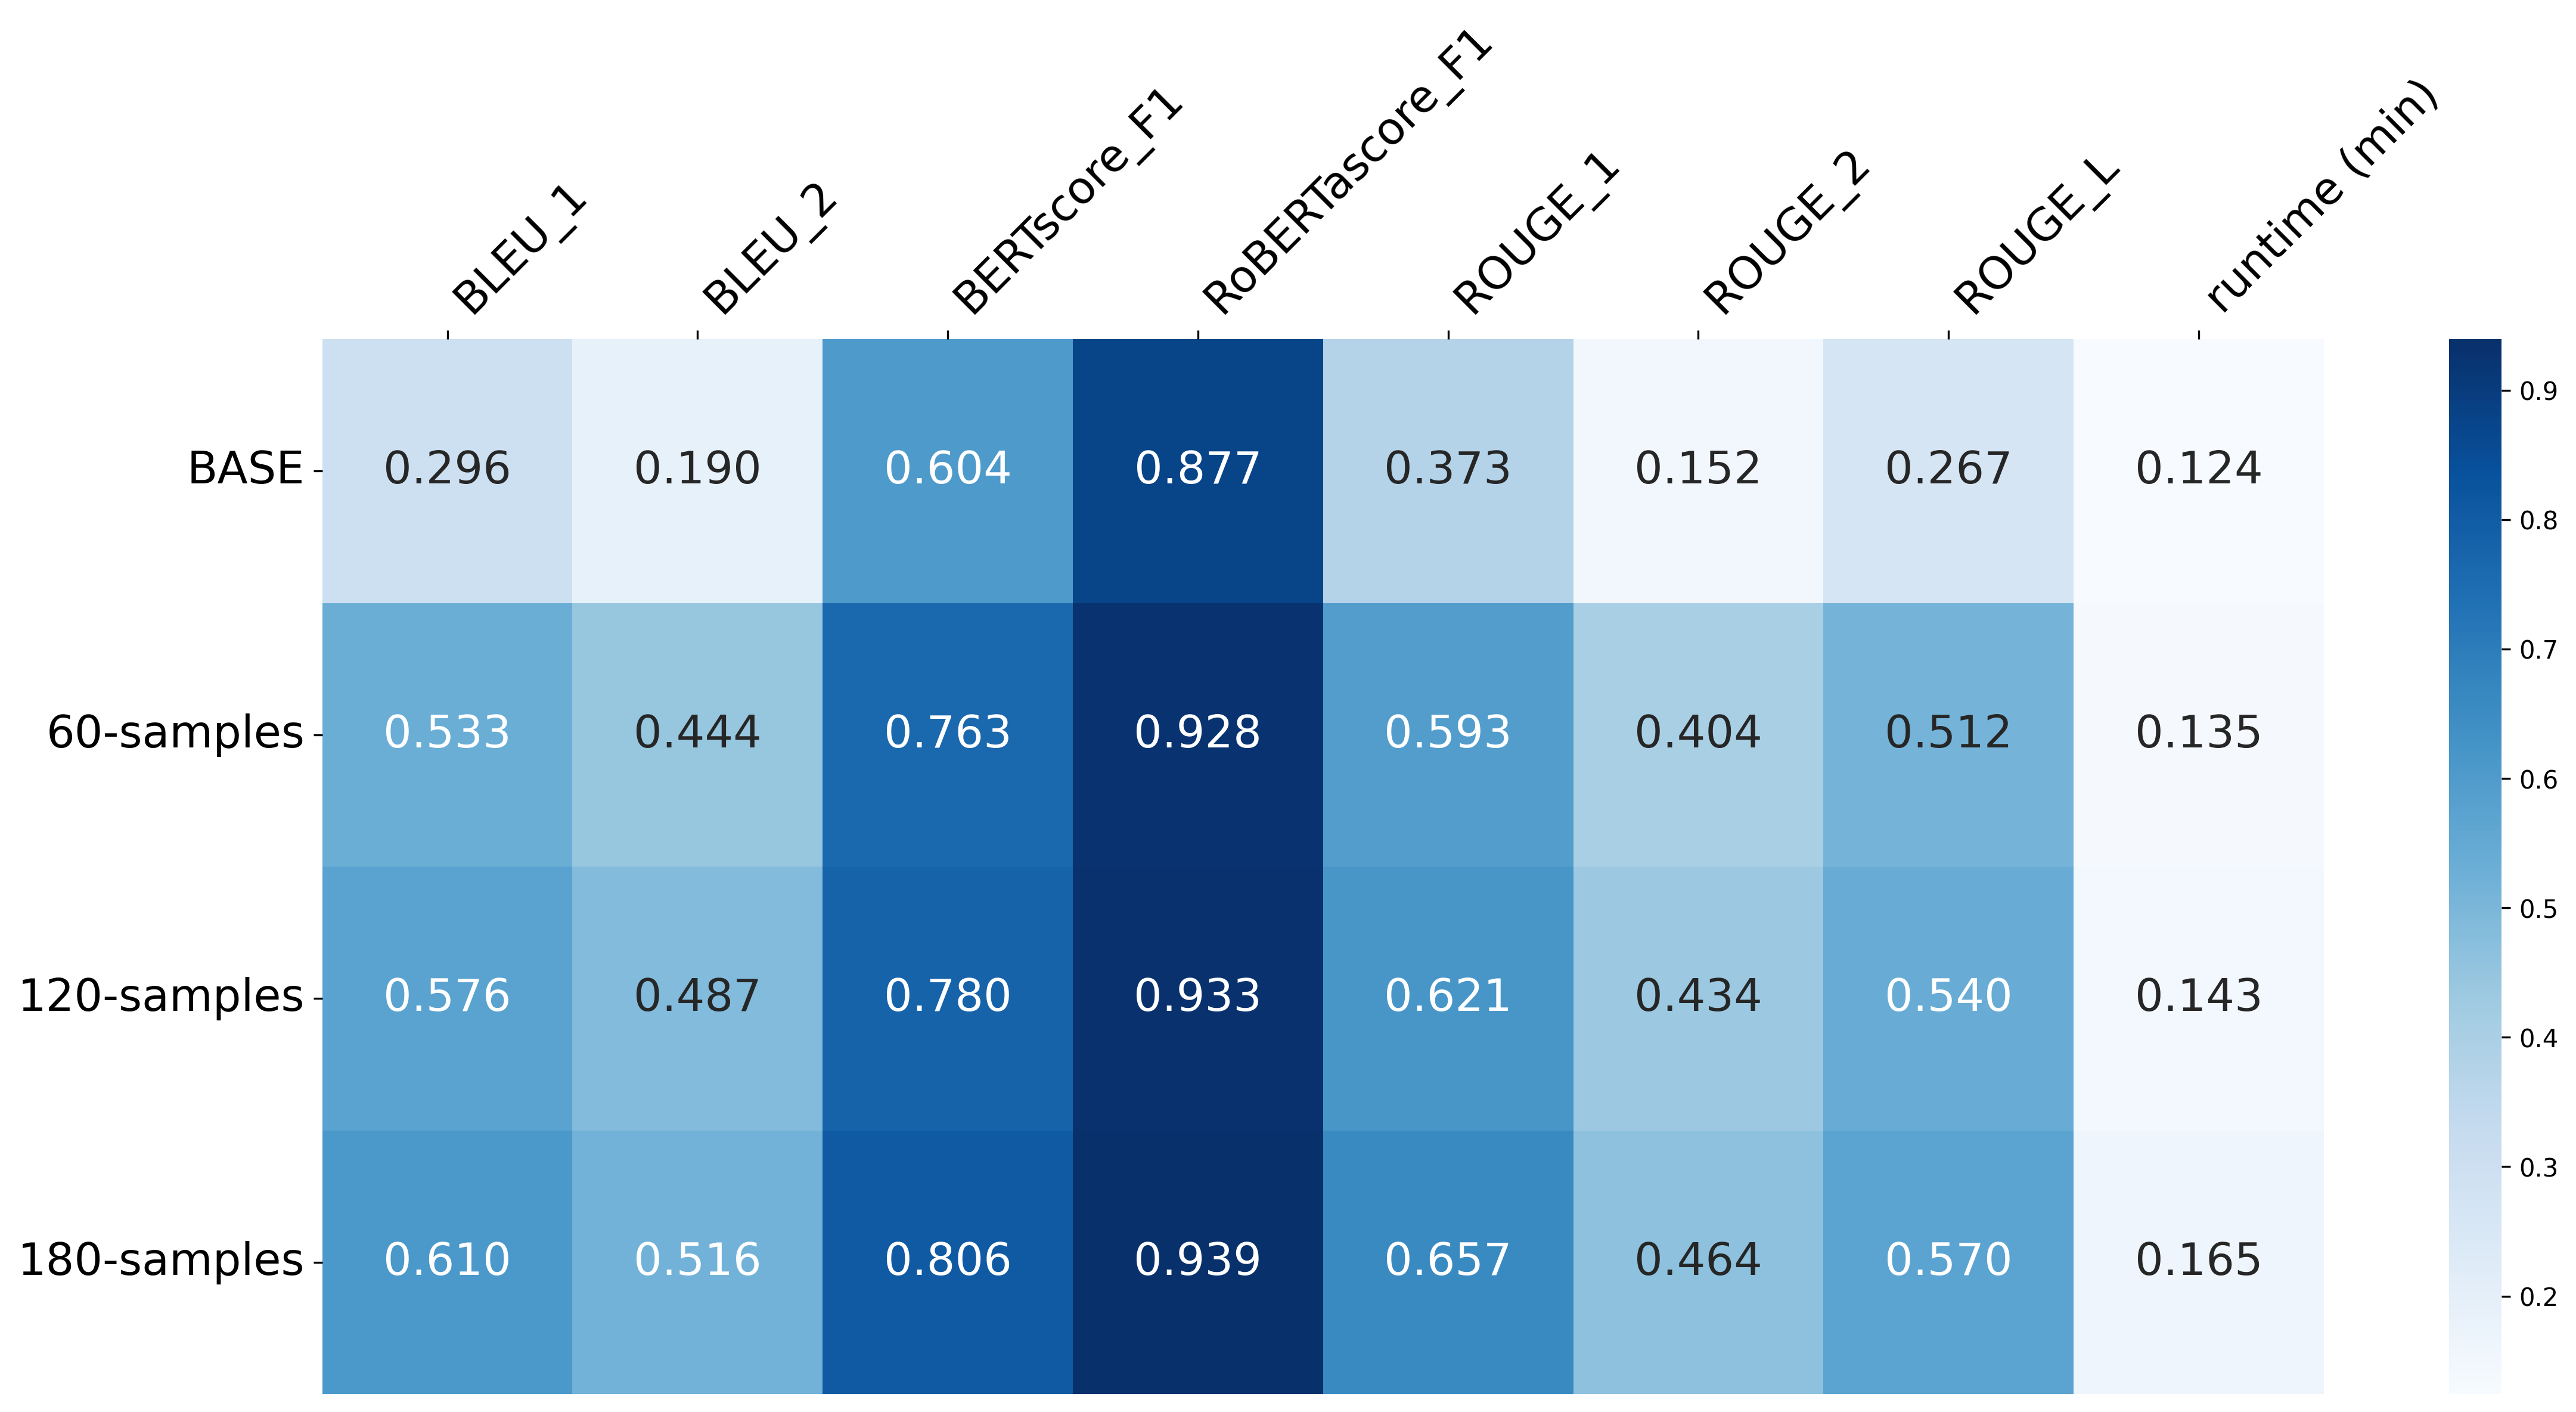 BLEU_1 BLEU_2 BERTscore_F1 RoBERTascore_F1 ROUGE_1 ROUGE_2 ROUGE_L runtime (min)
BASE 0.296 0.190 0.604 0.877 0.373 0.152 0.267 0.124
60-samples 0.533 0.444 0.763 0.928 0.593 0.404 0.512 0.135
120-samples 0.576 0.487 0.780 0.933 0.621 0.434 0.540 0.143
180-samples 0.610 0.516 0.806 0.939 0.657 0.464 0.570 0.165
0.9
0.8
0.7
0.6
0.5
0.4
0.3
0.2